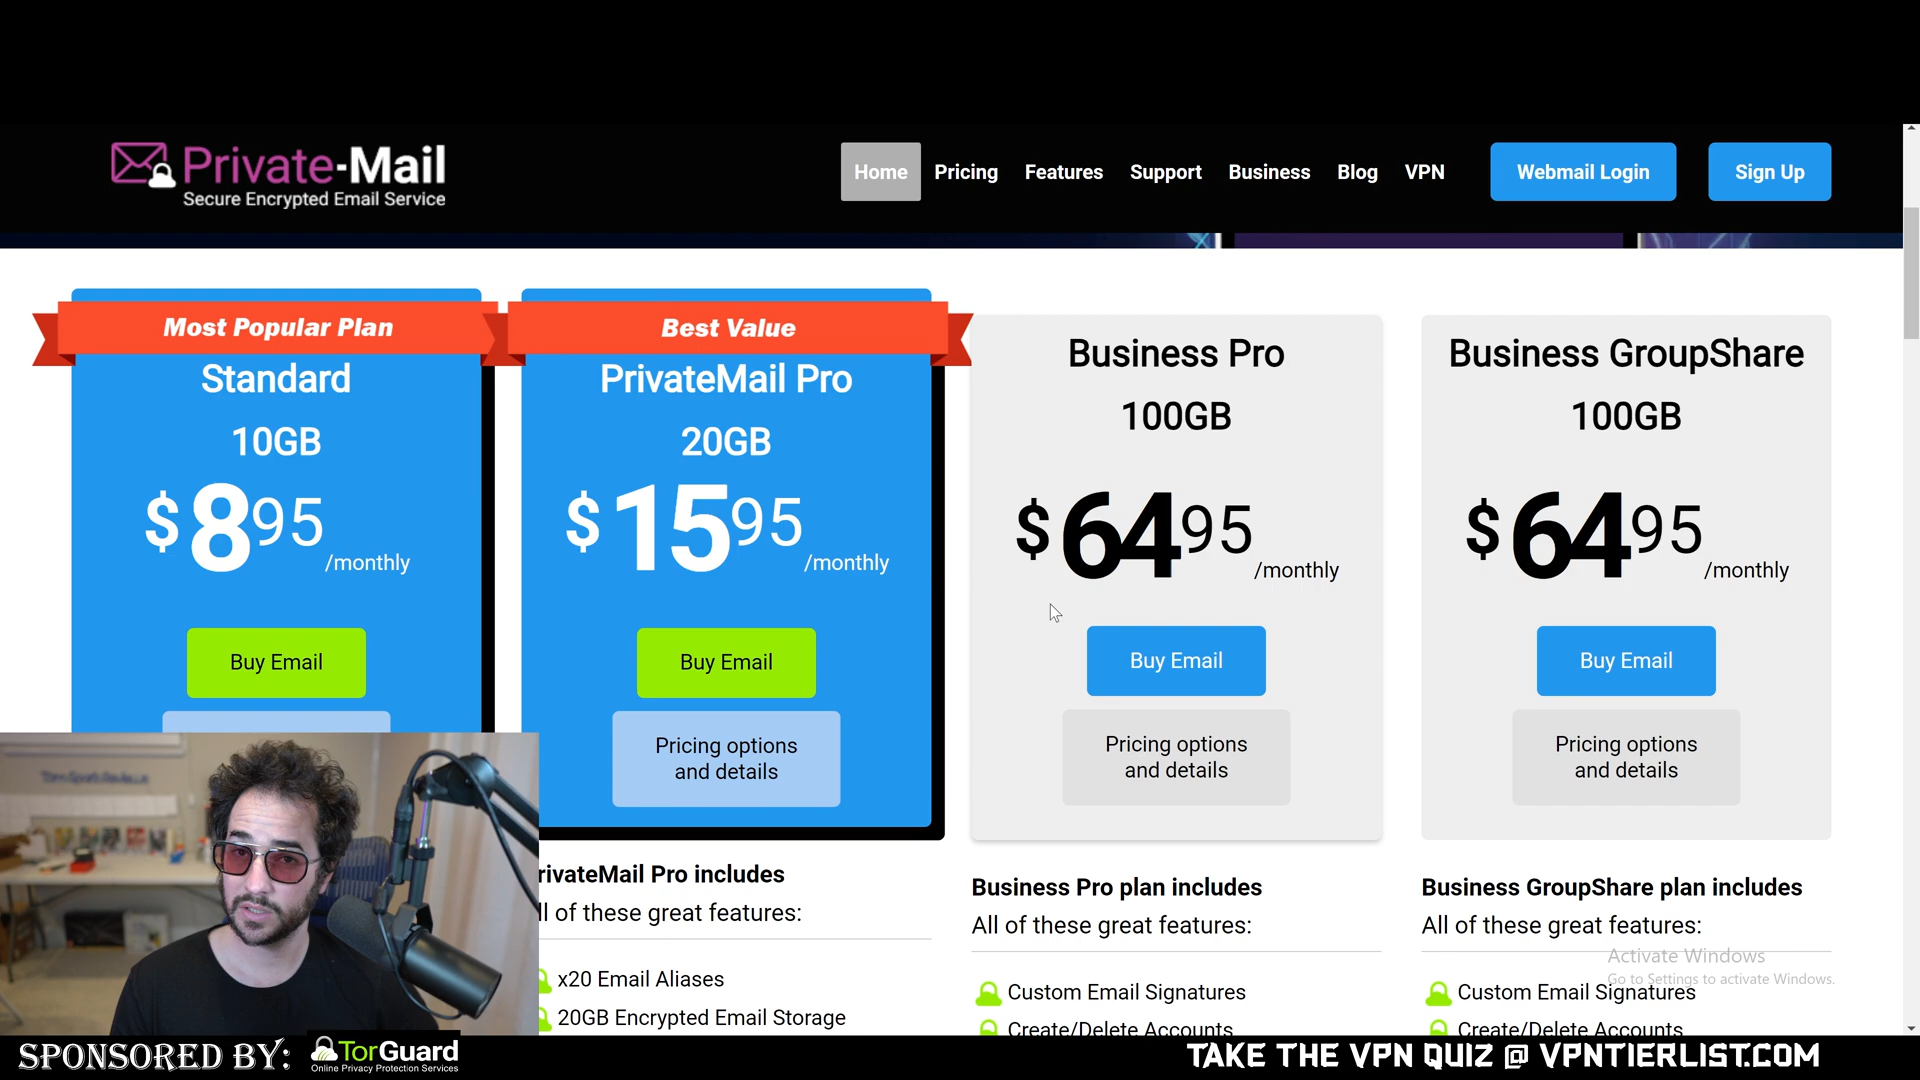 Private-Mail
Secure Encrypted Email Service
Home
Pricing
Features
Support
Business
Blog
VPN
Webmail Login
Sign Up
Most Popular Plan
Standard
10GB
$895/monthly
Buy Email
Best Value
PrivateMail Pro
20GB
$1595/monthly
Buy Email
Pricing options
and details
Business Pro
100GB
$6495/monthly
Buy Email
Pricing options
and details
Business GroupShare
100GB
$6495/monthly
Buy Email
Pricing options
and details
rivateMail Pro includes
ll of these great features:
x20 Email Aliases
20GB Encrypted Email Storage
Business Pro plan includes
All of these great features:
Custom Email Signatures
Create/Delete Accounts
Business GroupShare plan includes
All of these great features:
Custom Email Signatures
Create/Delete Accounts
Activate Windows
Go to Settings to activate Windows.
SPONSORED BY:
TorGuard
Online Privacy Protection Services
TAKE THE VPN QUIZ @ VPNTIERLIST.COM